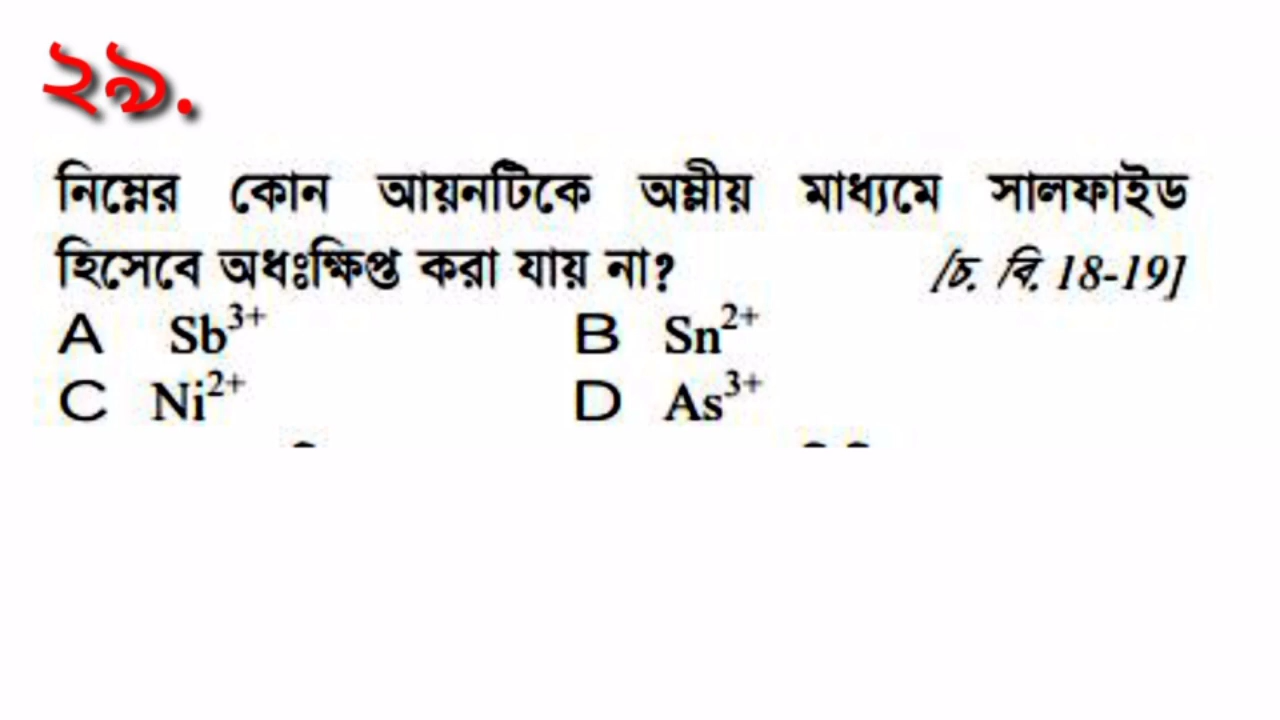 ২৯.
নিম্নের কোন আয়নটিকে অম্লীয় মাধ্যমে সালফাইড
হিসেবে অধঃক্ষিপ্ত করা যায় না? [চ. বি. 18-19]
A Sb³⁺ B Sn²⁺
C Ni²⁺ D As³⁺